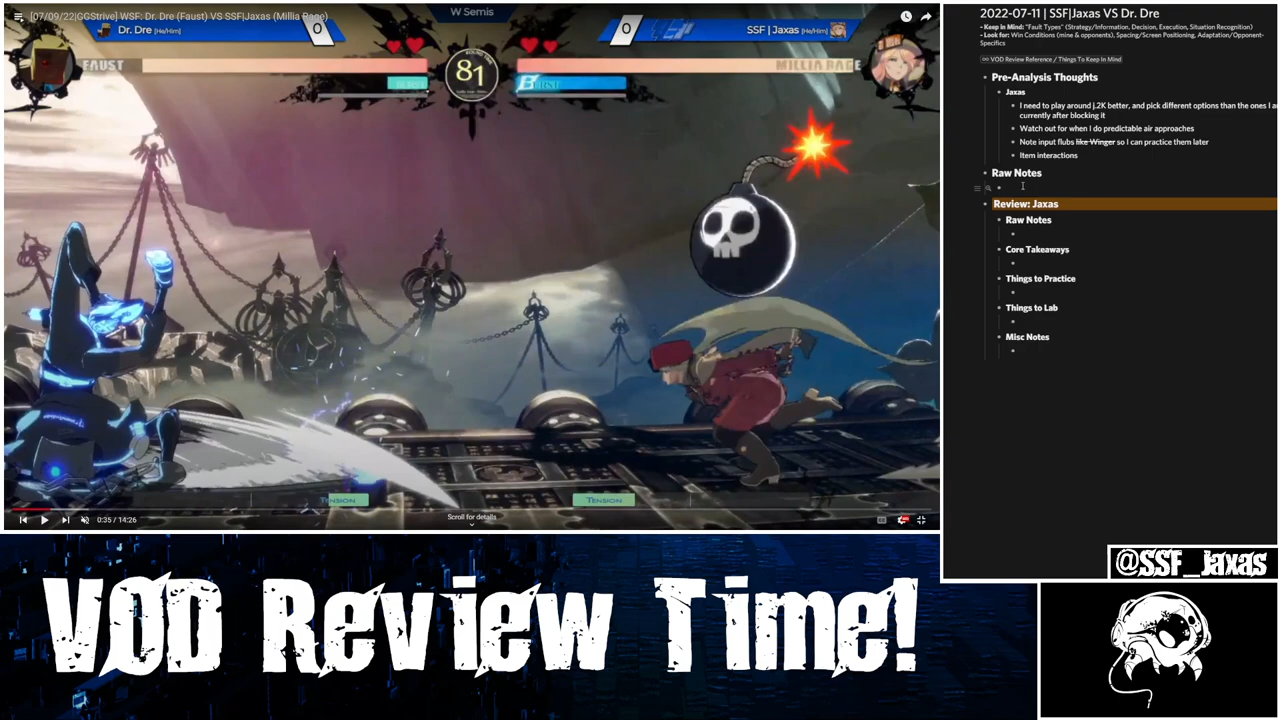 [07/09/22|CGStrive] WSF: Dr. Dre (Faust) VS SSF|Jaxas (Millia Rage)
W Semis
Dr. Dre [He/Him]
0
0
SSF | Jaxas [He/Him]
FAUST
81
MILLIA RAGE
BURST
BURST
TENSION
TENSION
0:35 / 14:26
Scroll for details
2022-07-11 | SSF|Jaxas VS Dr. Dre
- Keep in Mind: "Fault Types" (Strategy/Information, Decision, Execution, Situation Recognition)
- Look for: Win Conditions (mine & opponents), Spacing/Screen Positioning, Adaptation/Opponent-
Specifics
VOD Review Reference / Things To Keep In Mind
Pre-Analysis Thoughts
Jaxas
I need to play around j.2K better, and pick different options than the ones I a
currently after blocking it
Watch out for when I do predictable air approaches
Note input flubs like Winger so I can practice them later
Item interactions
Raw Notes
Review: Jaxas
Raw Notes
Core Takeaways
Things to Practice
Things to Lab
Misc Notes
@SSF_Jaxas
VOD Review Time!